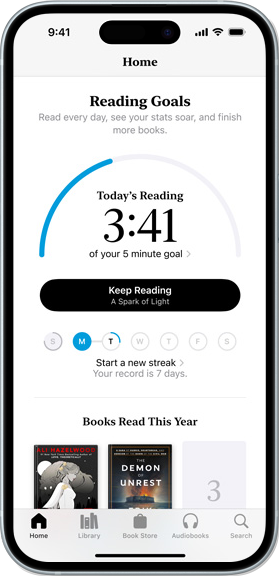 9:41
Home
Reading Goals
Read every day, see your stats soar, and finish
more books.
Today's Reading
3:41
of your 5 minute goal >
Keep Reading
A Spark of Light
S M T W T F S
Start a new streak >
Your record is 7 days.
Books Read This Year
ALI HAZELWOOD
THE
DEMON
OF
UNREST
3
Home Library Book Store Audiobooks Search